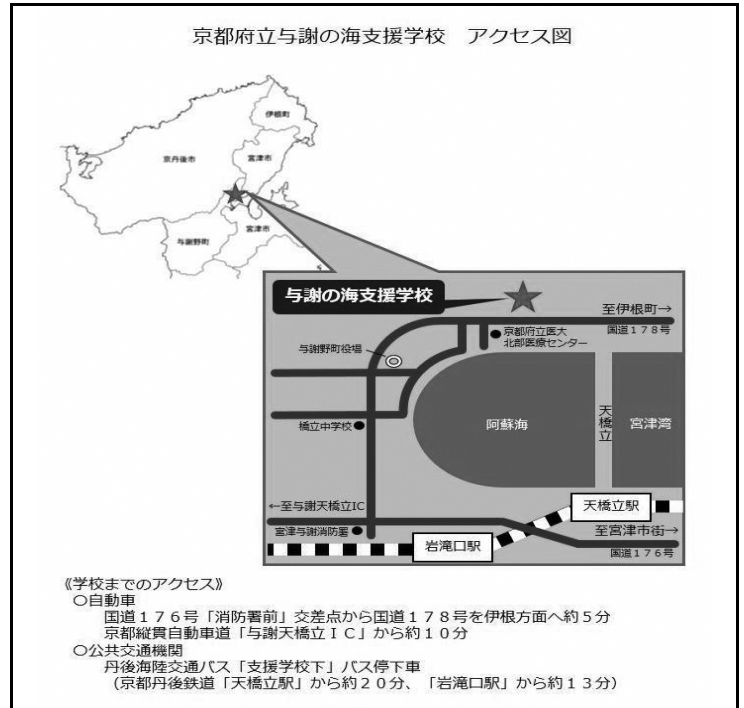 京都府立与謝の海支援学校　アクセス図
伊根町
京丹後市
宮津市
与謝野町
宮津市
与謝の海支援学校
至伊根町→
国道１７８号
京都府立医大
北部医療センター
与謝野町役場
橋立中学校
阿蘇海
天橋立
宮津湾
←至与謝天橋立IC
天橋立駅
宮津与謝消防署
岩滝口駅
至宮津市街→
国道１７６号
《学校までのアクセス》
○自動車
国道１７６号「消防署前」交差点から国道１７８号を伊根方面へ約５分
京都縦貫自動車道「与謝天橋立ＩＣ」から約１０分
○公共交通機関
丹後海陸交通バス「支援学校下」バス停下車
（京都丹後鉄道「天橋立駅」から約２０分、「岩滝口駅」から約１３分）